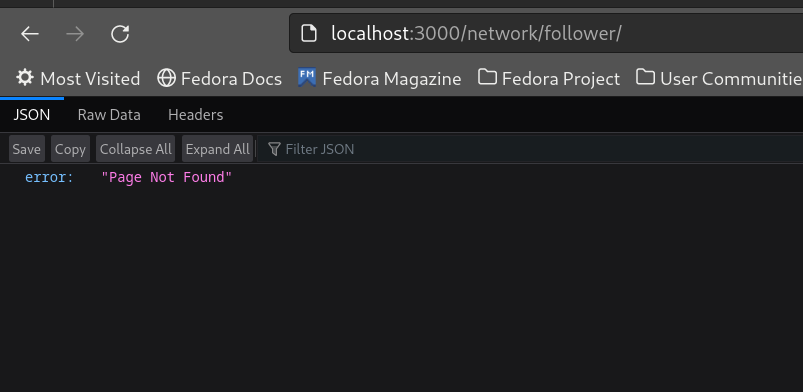 localhost:3000/network/follower/
Most Visited Fedora Docs FM Fedora Magazine Fedora Project User Communitie
JSON Raw Data Headers
Save Copy Collapse All Expand All Filter JSON
error: "Page Not Found"